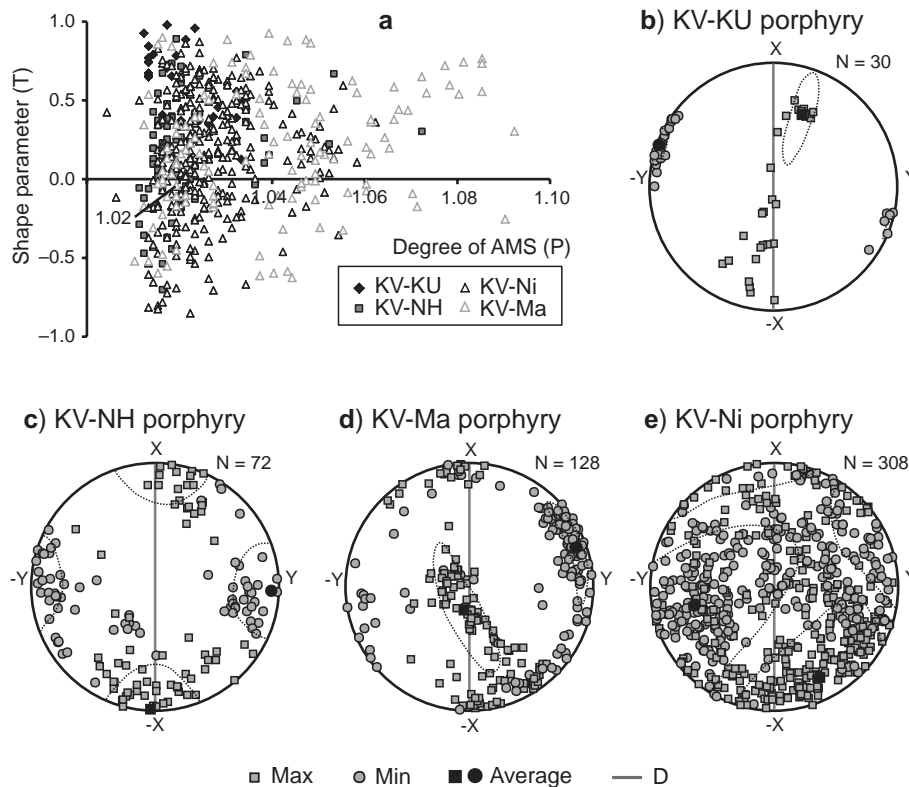 a
b) KV-KU porphyry
1.0
0.5
0.0
−0.5
−1.0
Shape parameter (T)
1.02
1.04
1.06
1.08
1.10
Degree of AMS (P)
KV-KU
KV-Ni
KV-NH
KV-Ma
X
N = 30
-Y
Y
-X
c) KV-NH porphyry
d) KV-Ma porphyry
e) KV-Ni porphyry
X
N = 72
-Y
Y
-X
X
N = 128
-Y
Y
-X
X
N = 308
-Y
Y
-X
Max
Min
Average
D